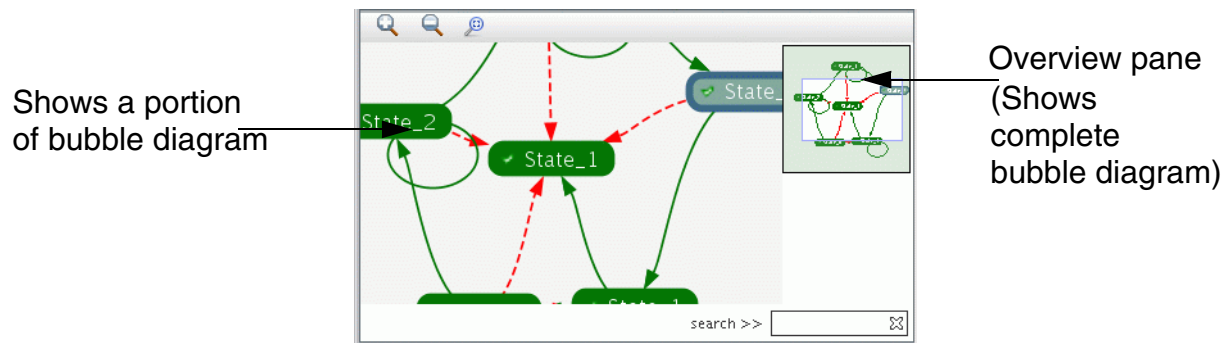 Shows a portion
of bubble diagram
State_2
State_1
State_
search >>
Overview pane
(Shows
complete
bubble diagram)